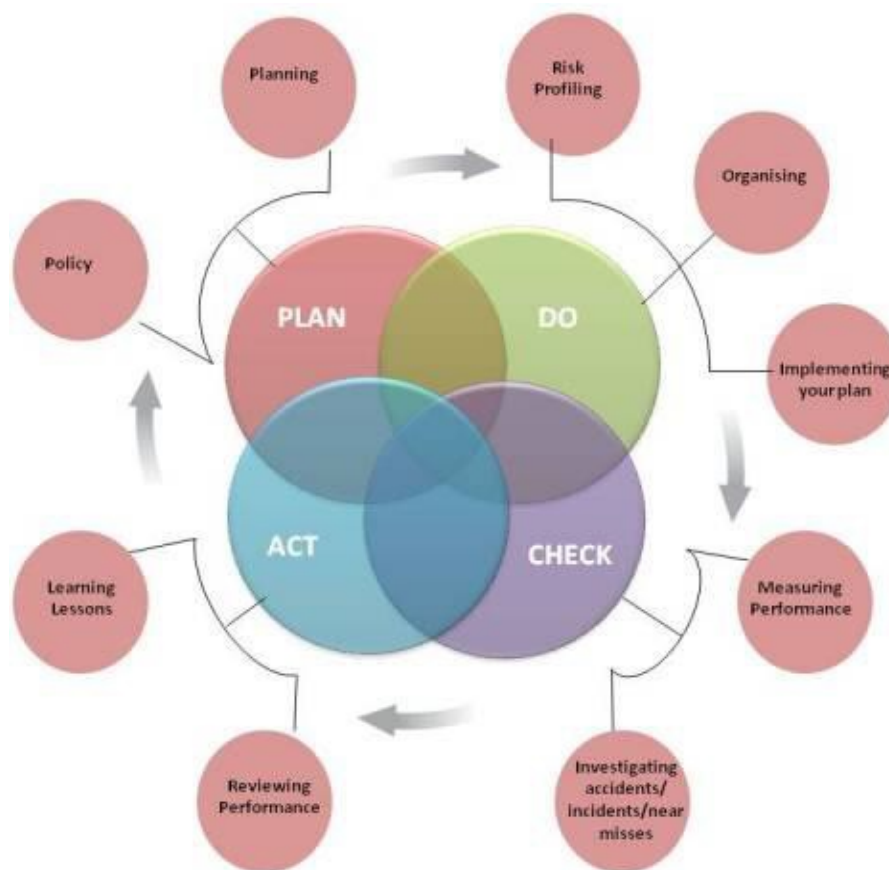 Planning
Risk
Profiling
Organising
Policy
PLAN
DO
Implementing
your plan
ACT
CHECK
Learning
Lessons
Measuring
Performance
Reviewing
Performance
Investigating
accidents/
incidents/near
misses